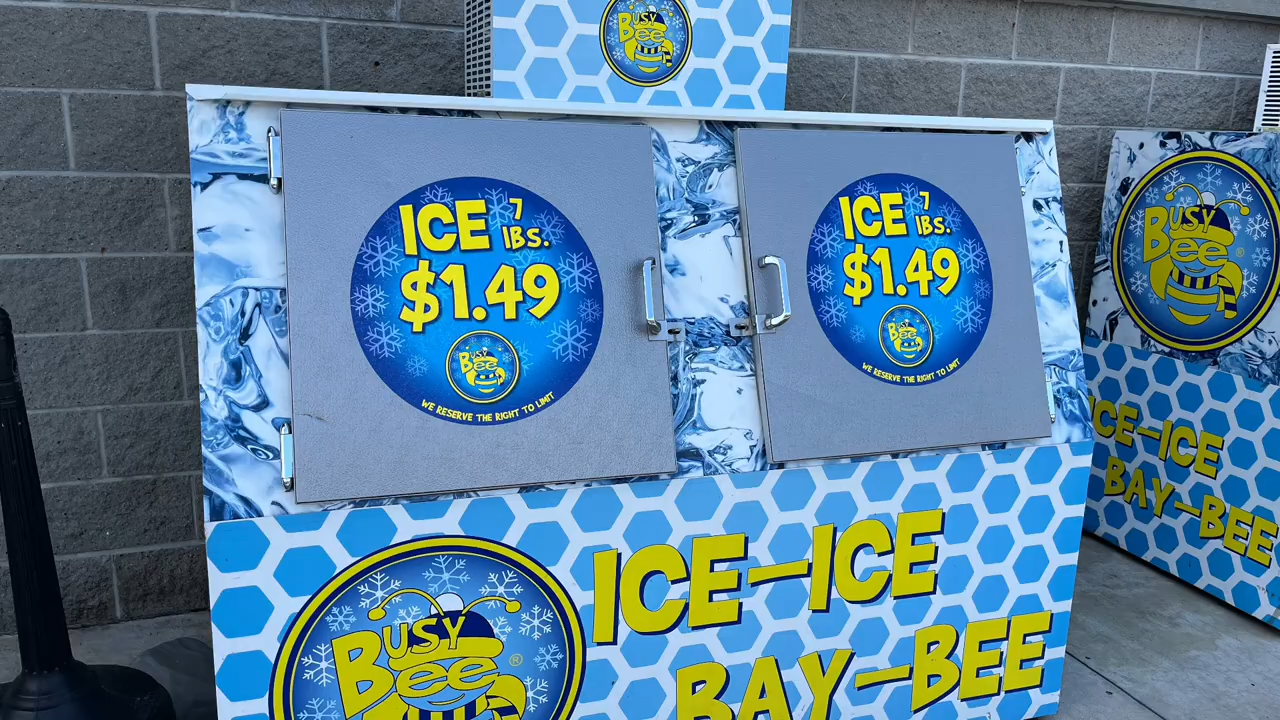 BUSY
BEE
ICE 7
LBS.
$1.49
BUSY
BEE
WE RESERVE THE RIGHT TO LIMIT
ICE 7
LBS.
$1.49
BUSY
BEE
WE RESERVE THE RIGHT TO LIMIT
BUSY
BEE
®
ICE-ICE
BAY-BEE
BUSY
BEE
®
ICE-ICE
BAY-BEE